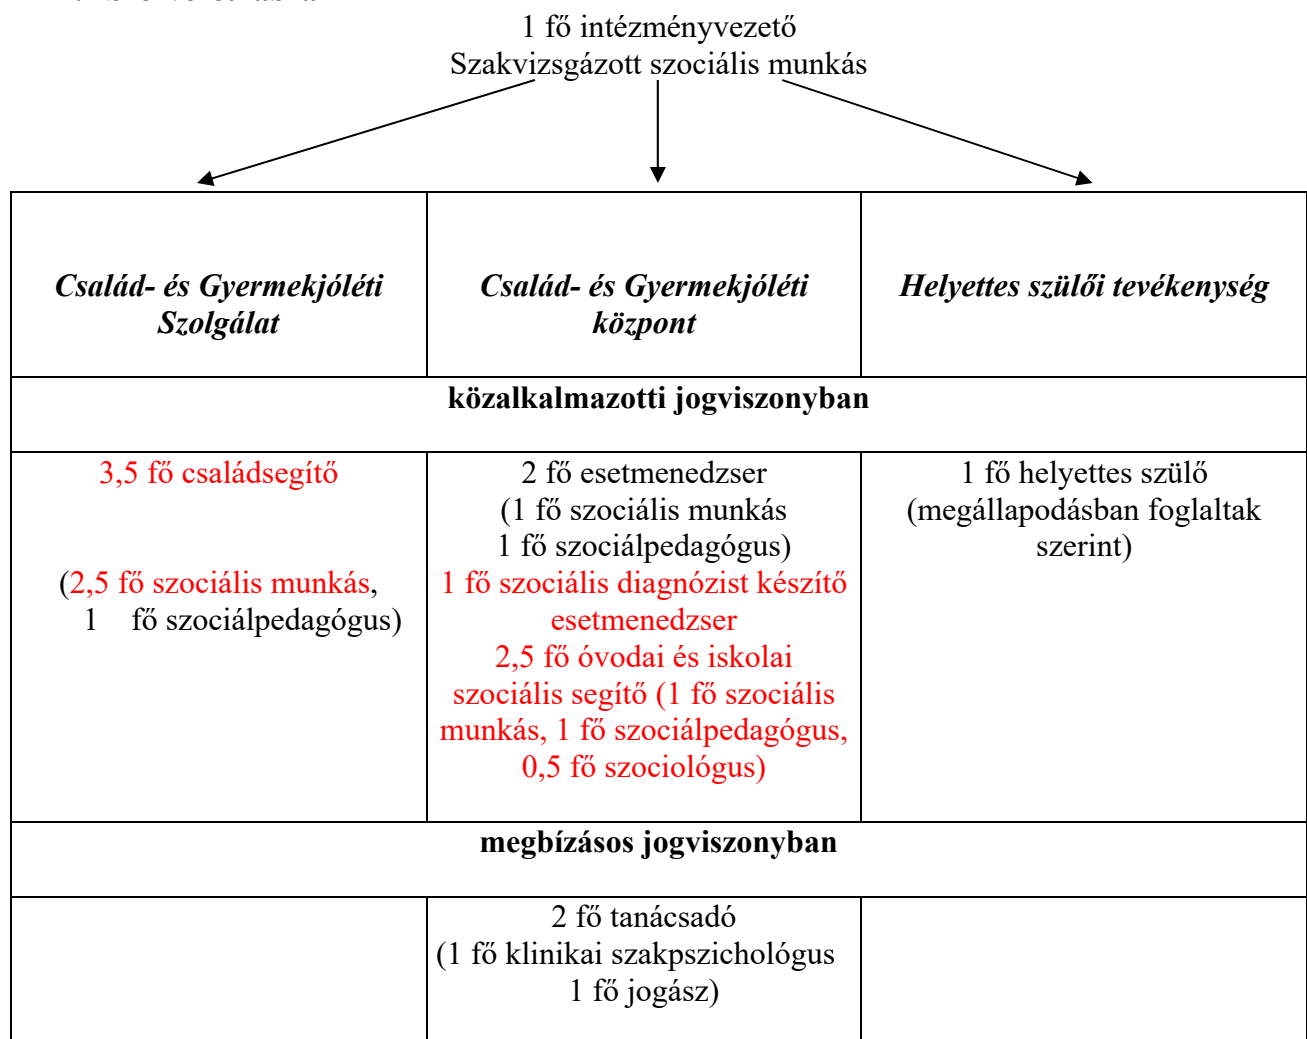 1 fő intézményvezető
Szakvizsgázott szociális munkás
Család- és Gyermekjóléti
Szolgálat
Család- és Gyermekjóléti
központ
Helyettes szülői tevékenység
közalkalmazotti jogviszonyban
3,5 fő családsegítő
(2,5 fő szociális munkás,
1 fő szociálpedagógus)
2 fő esetmenedzser
(1 fő szociális munkás
1 fő szociálpedagógus)
1 fő szociális diagnózist készítő
esetmenedzser
2,5 fő óvodai és iskolai
szociális segítő (1 fő szociális
munkás, 1 fő szociálpedagógus,
0,5 fő szociológus)
1 fő helyettes szülő
(megállapodásban foglaltak
szerint)
megbízásos jogviszonyban
2 fő tanácsadó
(1 fő klinikai szakpszichológus
1 fő jogász)